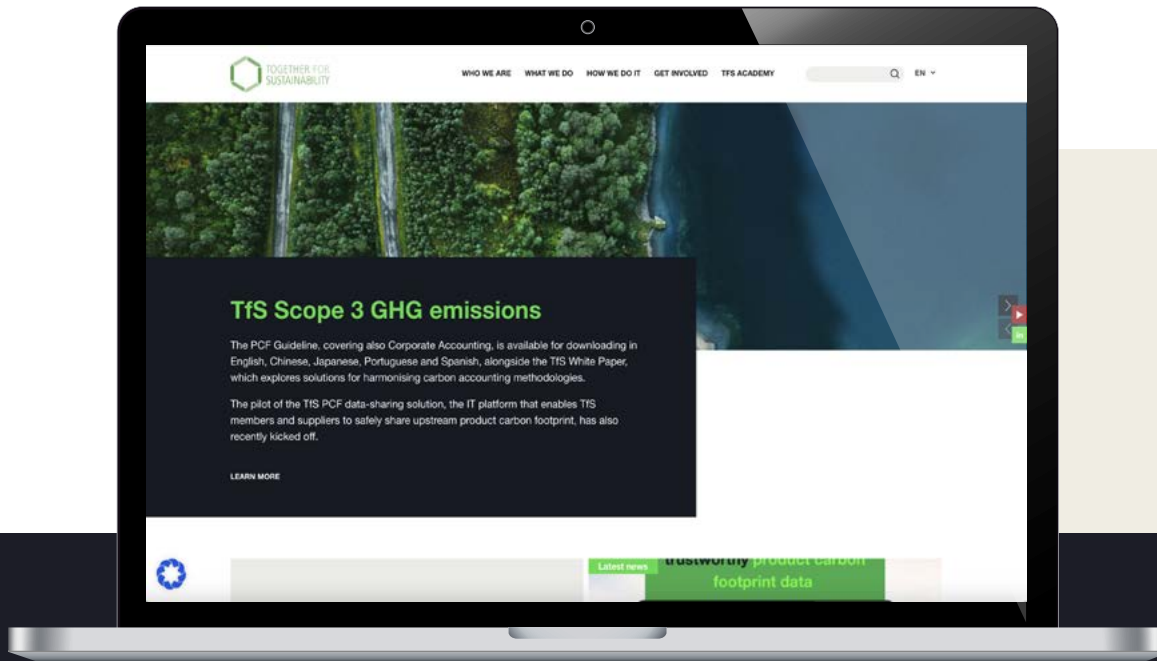 TOGETHER FOR
SUSTAINABILITY
WHO WE ARE WHAT WE DO HOW WE DO IT GET INVOLVED TFS ACADEMY
EN
TfS Scope 3 GHG emissions
The PCF Guideline, covering also Corporate Accounting, is available for downloading in
English, Chinese, Japanese, Portuguese and Spanish, alongside the TfS White Paper,
which explores solutions for harmonising carbon accounting methodologies.
The pilot of the TfS PCF data-sharing solution, the IT platform that enables TfS
members and suppliers to safely share upstream product carbon footprint, has also
recently kicked off.
LEARN MORE
in
Latest news
trustworthy product carbon
footprint data